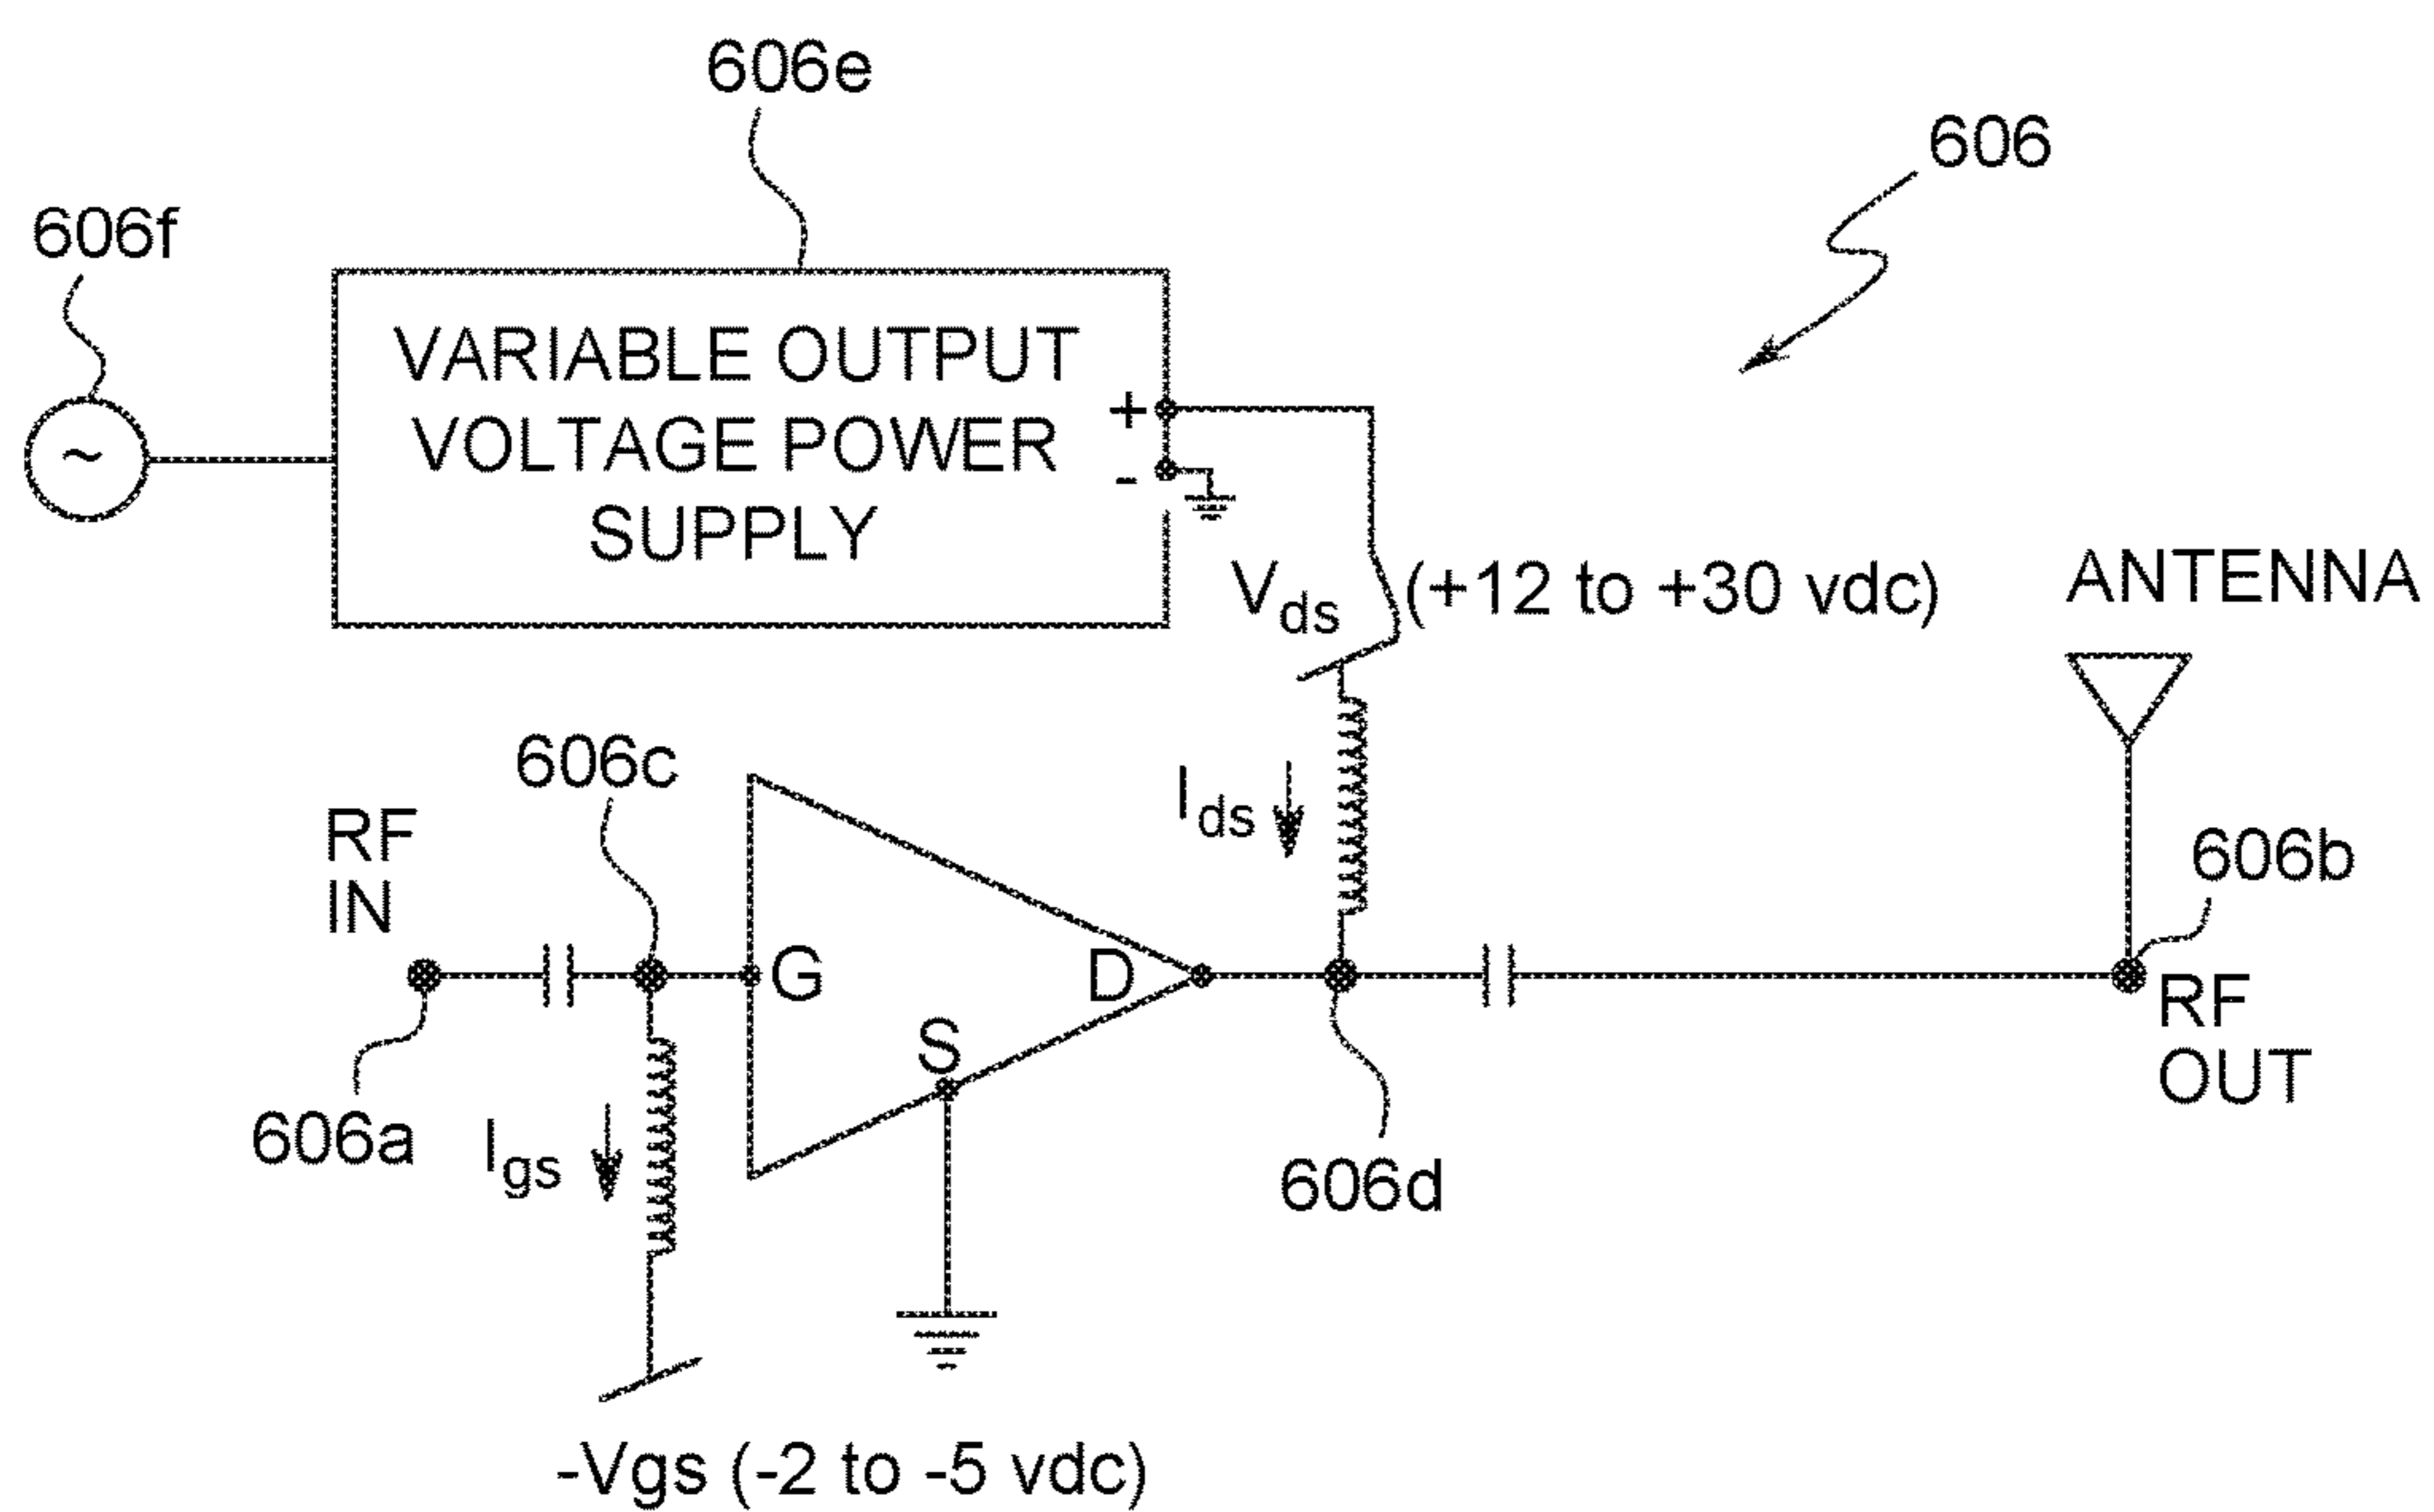 606e
606
606f
~
VARIABLE OUTPUT
VOLTAGE POWER
SUPPLY
+
-
Vds (+12 to +30 vdc)
ANTENNA
606c
Ids
RF
IN
606b
G
D
S
RF
OUT
606a
Igs
606d
-Vgs (-2 to -5 vdc)